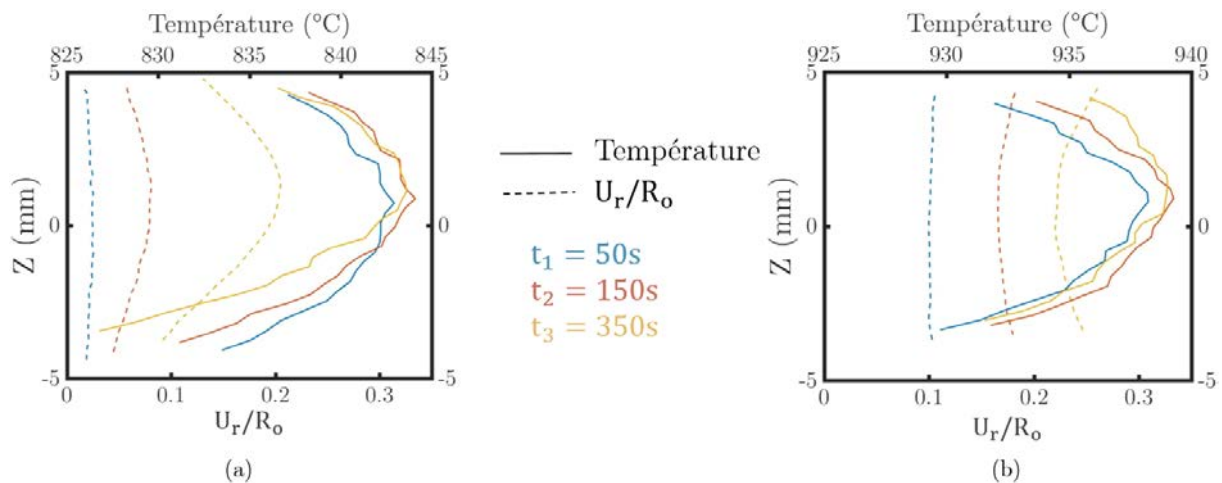 Température (°C)
825 830 835 840 845
5 5
Z (mm)
0 0
-5 -5
0 0.1 0.2 0.3
Uᵣ/Rₒ
(a)
Température
Uᵣ/Rₒ
t₁ = 50s
t₂ = 150s
t₃ = 350s
Température (°C)
925 930 935 940
5 5
Z (mm)
0 0
-5 -5
0 0.1 0.2 0.3
Uᵣ/Rₒ
(b)